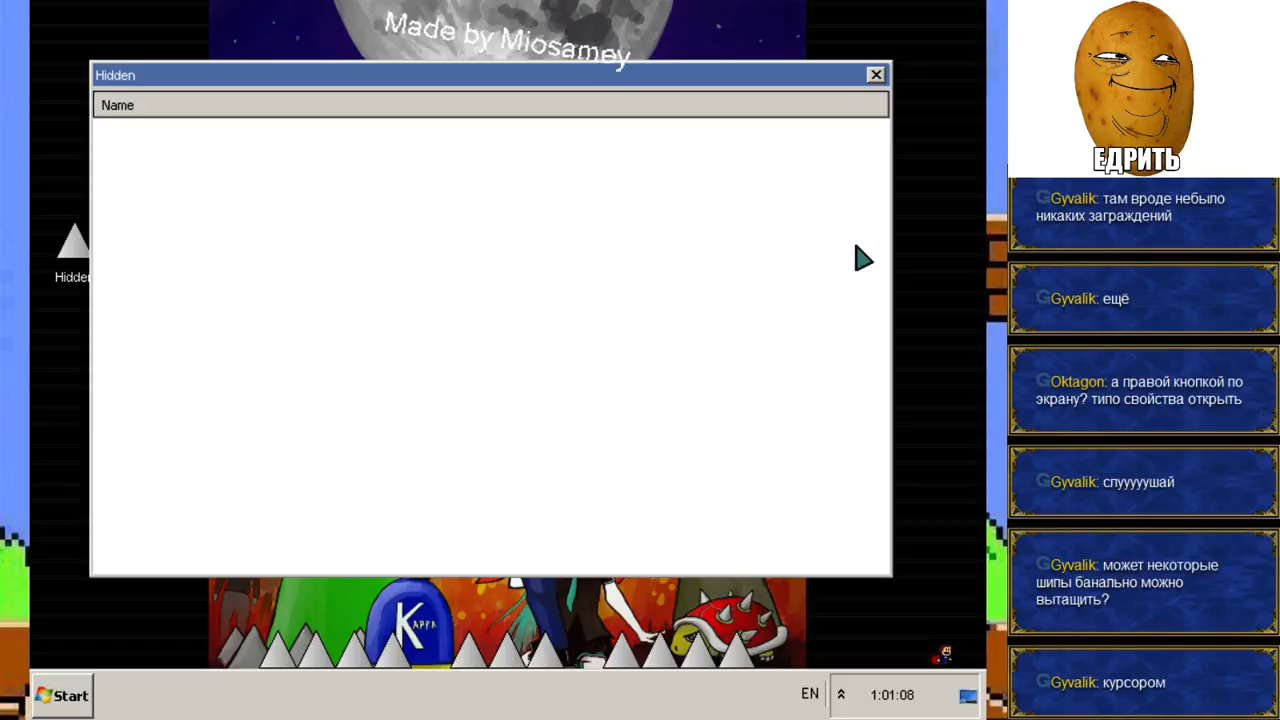 Made by Miosamey
Hidden
Name
Hidden
ЕДРИТЬ
Gyvalik: там вроде небыло
никаких заграждений
Gyvalik: ещё
Oktagon: а правой кнопкой по
экрану? типо свойства открыть
Gyvalik: слууууушай
Gyvalik: может некоторые
шипы банально можно
вытащить?
Gyvalik: курсором
KAPPA
Start
EN
1:01:08